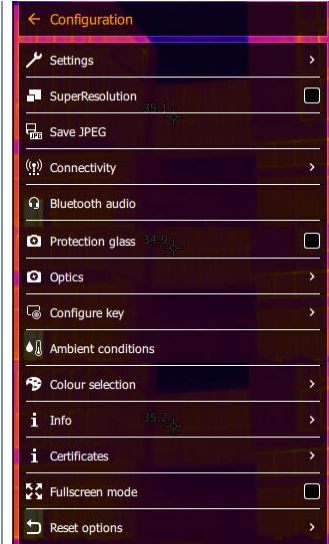 Configuration
Settings
SuperResolution
35.1
Save JPEG
Connectivity
Bluetooth audio
Protection glass 34.9
Optics
Configure key
Ambient conditions
Colour selection
Info 35.2
Certificates
Fullscreen mode
Reset options